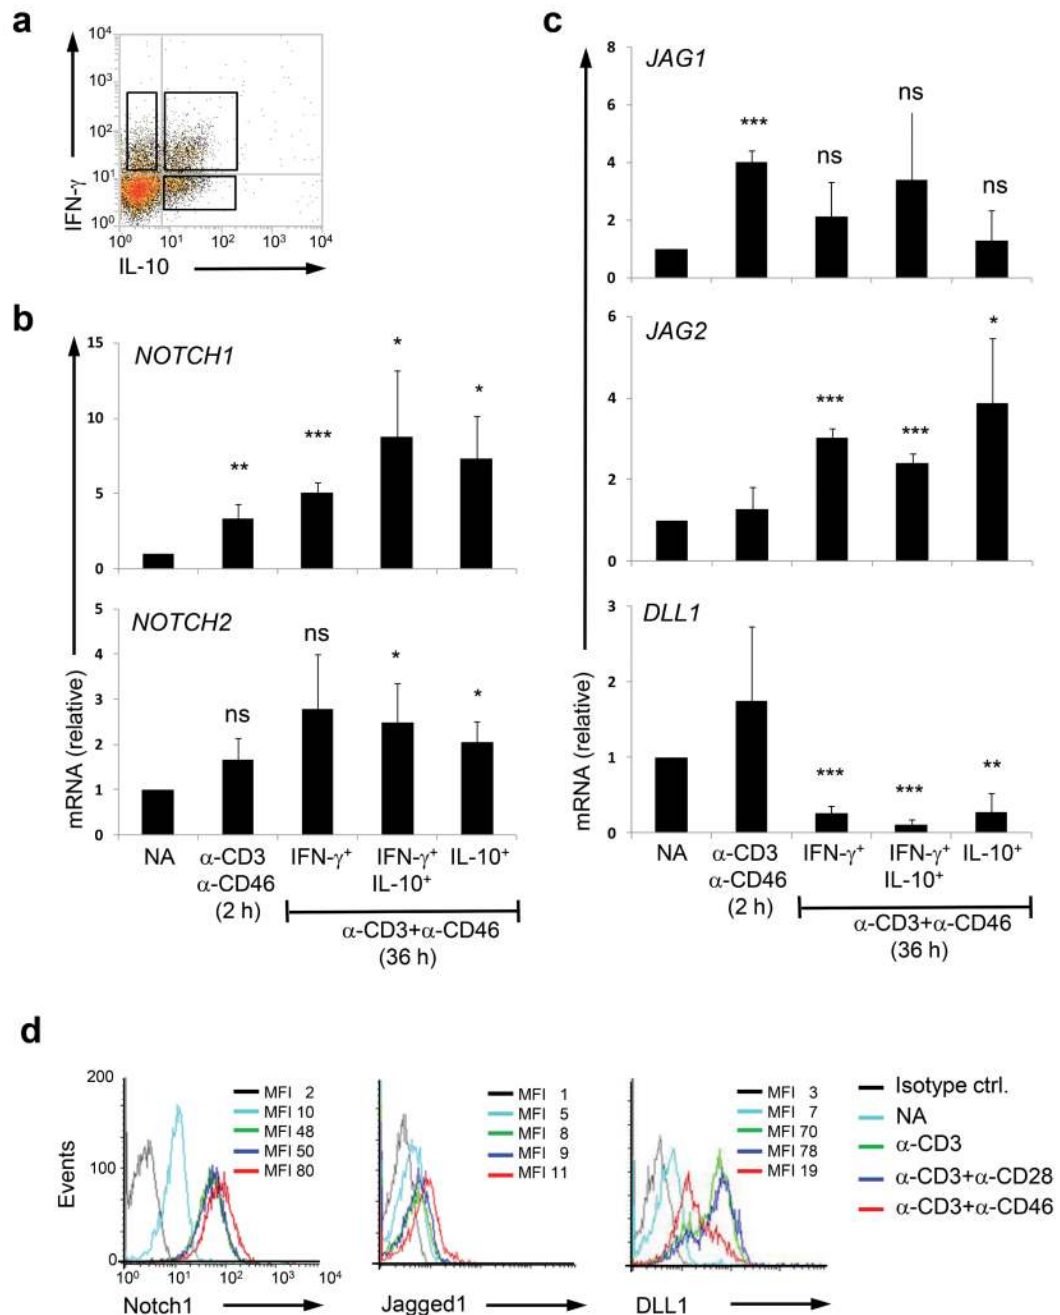 a
10⁴
10³
10²
10¹
10⁰
IFN-γ
10⁰ 10¹ 10² 10³ 10⁴
IL-10
b
15
10
5
0
NOTCH1
**
***
*
*
5
4
3
2
1
0
NOTCH2
ns
ns
*
*
mRNA (relative)
NA
α-CD3
α-CD46
(2 h)
IFN-γ⁺
IFN-γ⁺
IL-10⁺
IL-10⁺
α-CD3+α-CD46
(36 h)
c
8
6
4
2
0
JAG1
***
ns
ns
ns
6
4
2
0
JAG2
***
***
*
3
2
1
0
DLL1
***
***
**
mRNA (relative)
NA
α-CD3
α-CD46
(2 h)
IFN-γ⁺
IFN-γ⁺
IL-10⁺
IL-10⁺
α-CD3+α-CD46
(36 h)
d
200
100
0
Events
MFI 2
MFI 10
MFI 48
MFI 50
MFI 80
10⁰ 10¹ 10² 10³ 10⁴
Notch1
MFI 1
MFI 5
MFI 8
MFI 9
MFI 11
Jagged1
MFI 3
MFI 7
MFI 70
MFI 78
MFI 19
DLL1
Isotype ctrl.
NA
α-CD3
α-CD3+α-CD28
α-CD3+α-CD46